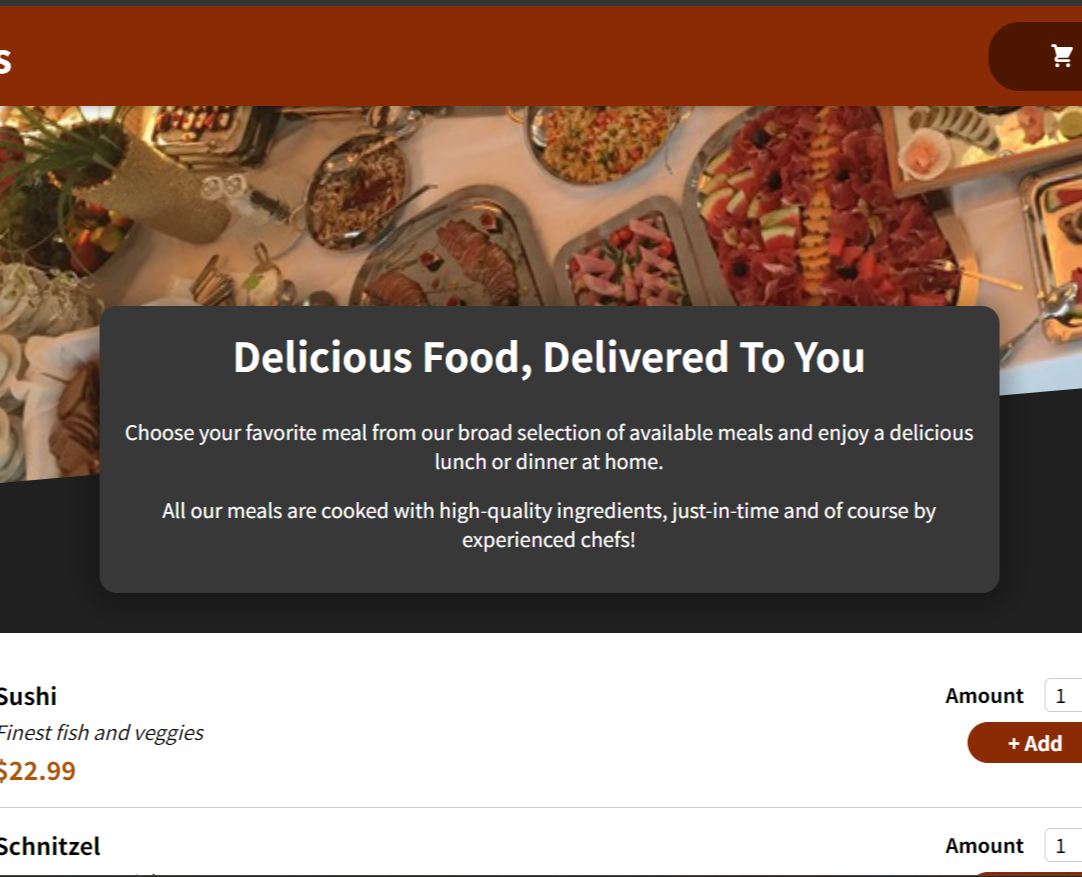 s
Delicious Food, Delivered To You
Choose your favorite meal from our broad selection of available meals and enjoy a delicious
lunch or dinner at home.
All our meals are cooked with high-quality ingredients, just-in-time and of course by
experienced chefs!
Sushi
Amount 1
Finest fish and veggies
+ Add
$22.99
Schnitzel
Amount 1